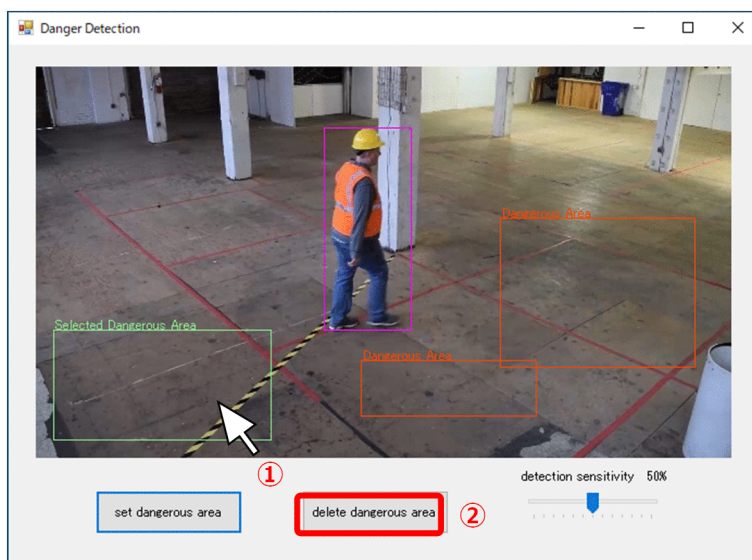 Danger Detection
Dangerous Area
Selected Dangerous Area
Dangerous Area
①
detection sensitivity 50%
set dangerous area
delete dangerous area
②